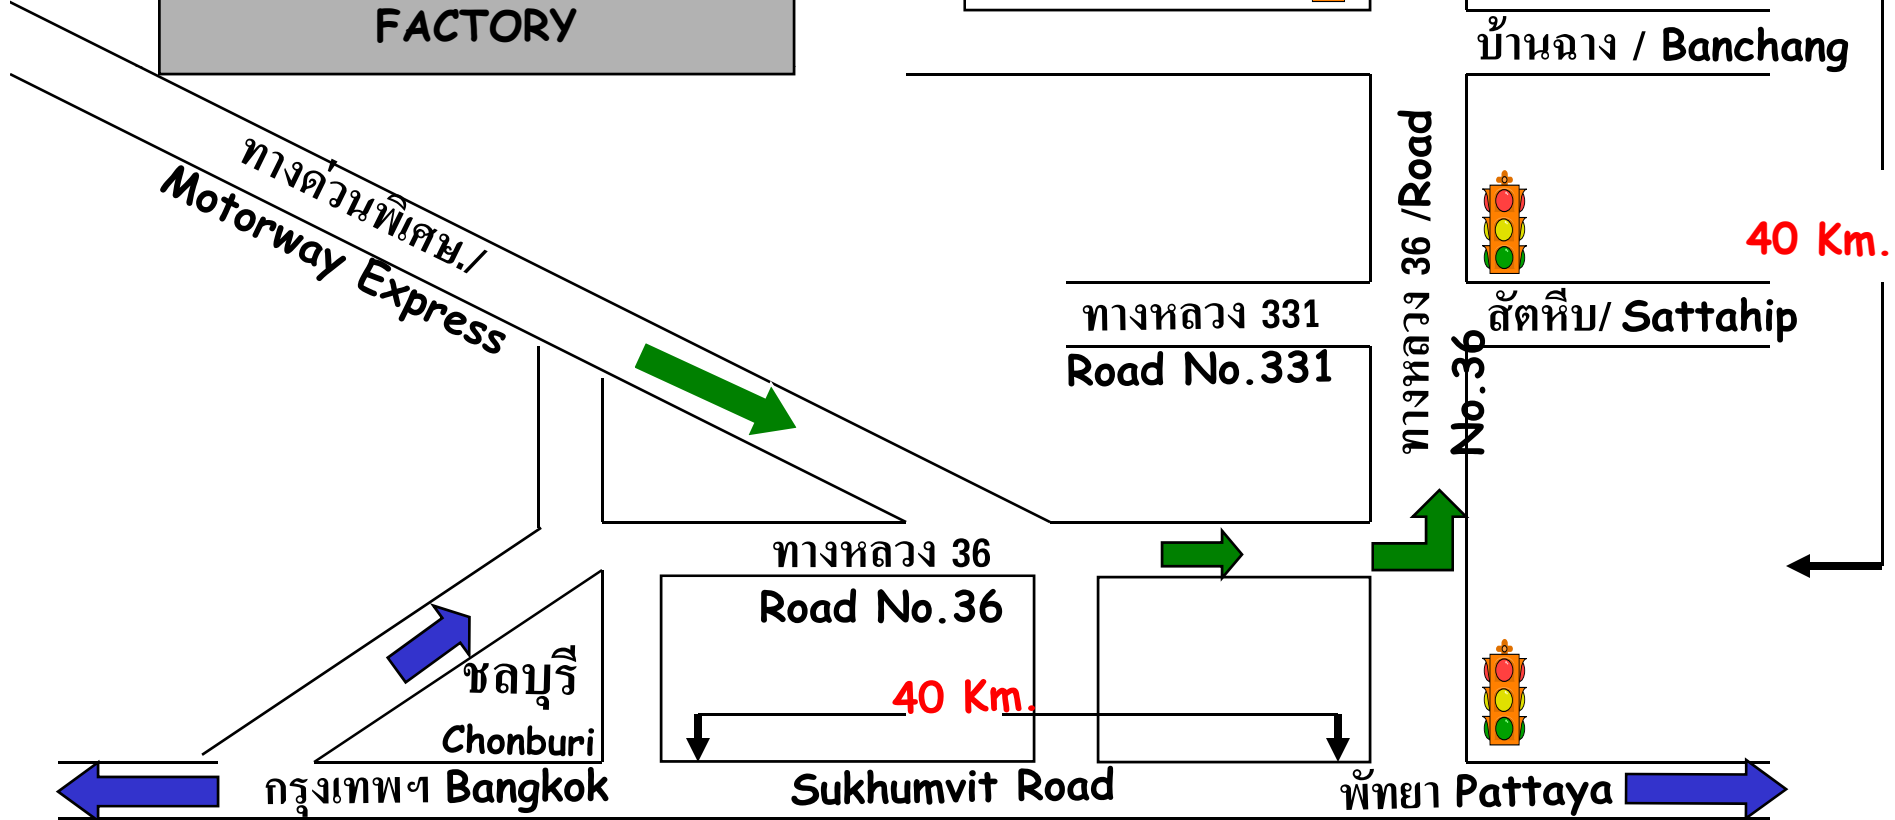 FACTORY
บ้านฉาง / Banchang
ทางด่วนพิเศษ./
Motorway Express
ทางหลวง 36 /Road
No.36
40 Km.
ทางหลวง 331
Road No.331
สัตหีบ/ Sattahip
ทางหลวง 36
Road No.36
ชลบุรี
Chonburi
40 Km.
กรุงเทพฯ Bangkok
Sukhumvit Road
พัทยา Pattaya